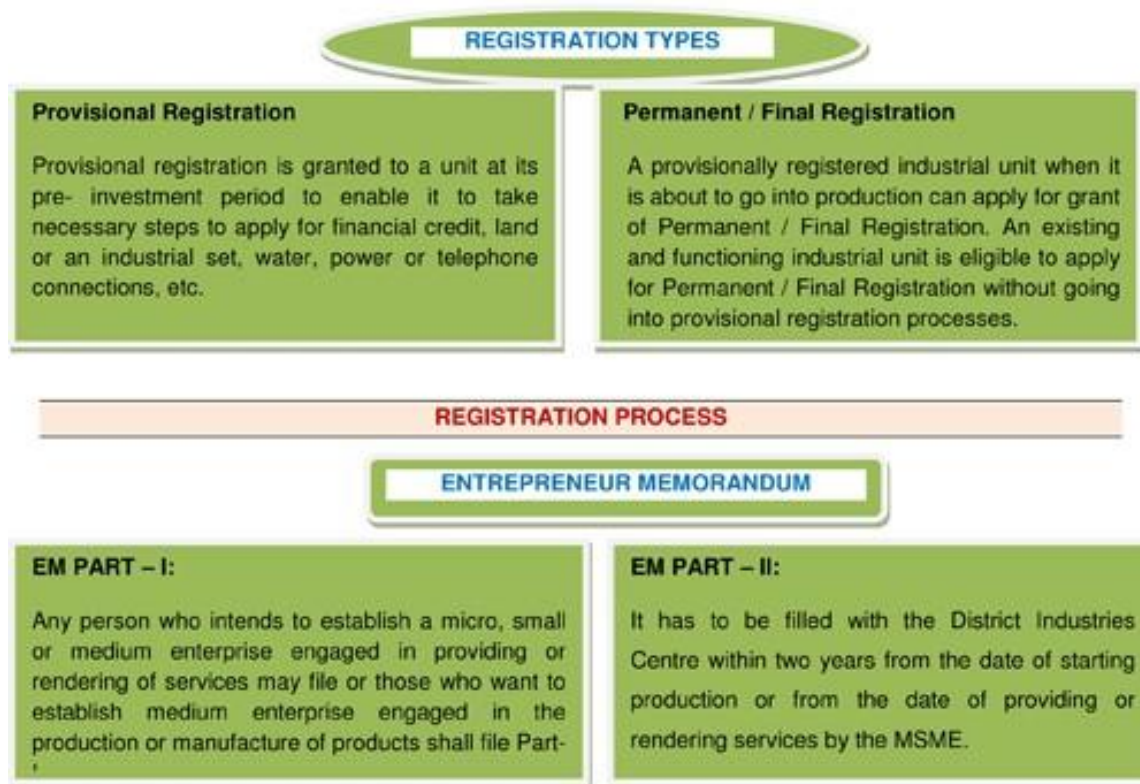 REGISTRATION TYPES
Provisional Registration
Provisional registration is granted to a unit at its
pre- investment period to enable it to take
necessary steps to apply for financial credit, land
or an industrial set, water, power or telephone
connections, etc.
Permanent / Final Registration
A provisionally registered industrial unit when it
is about to go into production can apply for grant
of Permanent / Final Registration. An existing
and functioning industrial unit is eligible to apply
for Permanent / Final Registration without going
into provisional registration processes.
REGISTRATION PROCESS
ENTREPRENEUR MEMORANDUM
EM PART – I:
Any person who intends to establish a micro, small
or medium enterprise engaged in providing or
rendering of services may file or those who want to
establish medium enterprise engaged in the
production or manufacture of products shall file Part-
EM PART – II:
It has to be filled with the District Industries
Centre within two years from the date of starting
production or from the date of providing or
rendering services by the MSME.